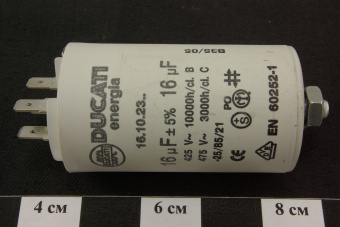 DUCATI
energia
16.10.23..
16 µF ± 5% 16 µF
425 V~ 10000h/cl. B
475 V~ 3000h/cl. C
-25/85/21
EN 60252-1
B35/05
4 см
6 см
8 см